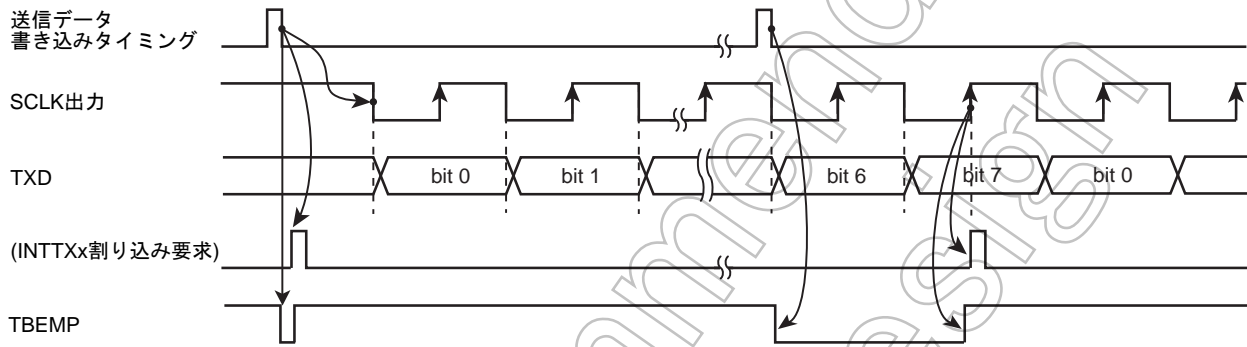 送信データ
書き込みタイミング
SCLK出力
TXD
bit 0
bit 1
bit 6
bit 7
bit 0
(INTTXx割り込み要求)
TBEMP